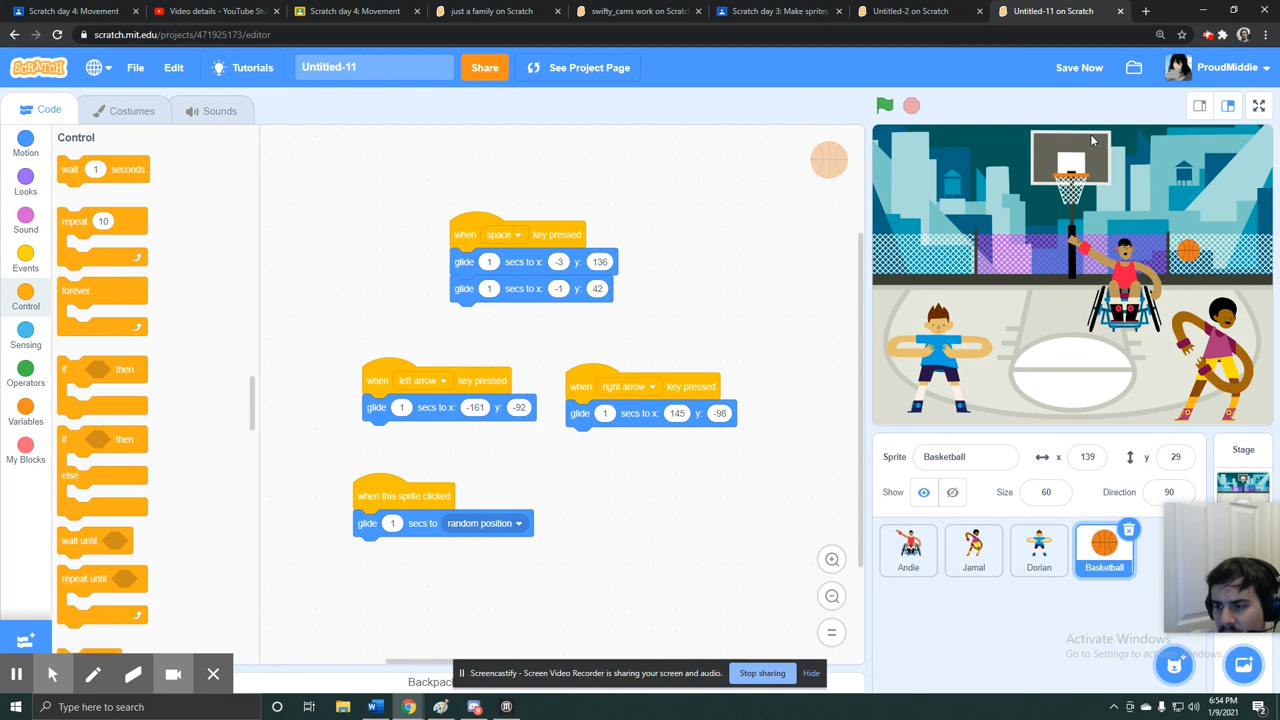 Scratch day 4: Movement
Video details - YouTube Stu
Scratch day 4: Movement
just a family on Scratch
swifty_cams work on Scratch
Scratch day 3: Make sprites
Untitled-2 on Scratch
Untitled-11 on Scratch
scratch.mit.edu/projects/471925173/editor
SCRATCH
File
Edit
Tutorials
Untitled-11
Share
See Project Page
Save Now
ProudMiddie
Code
Costumes
Sounds
Motion
Looks
Sound
Events
Control
Sensing
Operators
Variables
My Blocks
Control
wait 1 seconds
repeat 10
forever
if then
if then
else
wait until
repeat until
when space key pressed
glide 1 secs to x: -3 y: 136
glide 1 secs to x: -1 y: 42
when left arrow key pressed
glide 1 secs to x: -161 y: -92
when right arrow key pressed
glide 1 secs to x: 145 y: -98
when this sprite clicked
glide 1 secs to random position
Sprite Basketball x 139 y 29
Show Size 60 Direction 90
Stage
Andie
Jamal
Dorian
Basketball
Activate Windows
Go to Settings to activate Windows.
Backpack
Screencastify - Screen Video Recorder is sharing your screen and audio.
Stop sharing
Hide
Type here to search
6:54 PM
1/9/2021
2